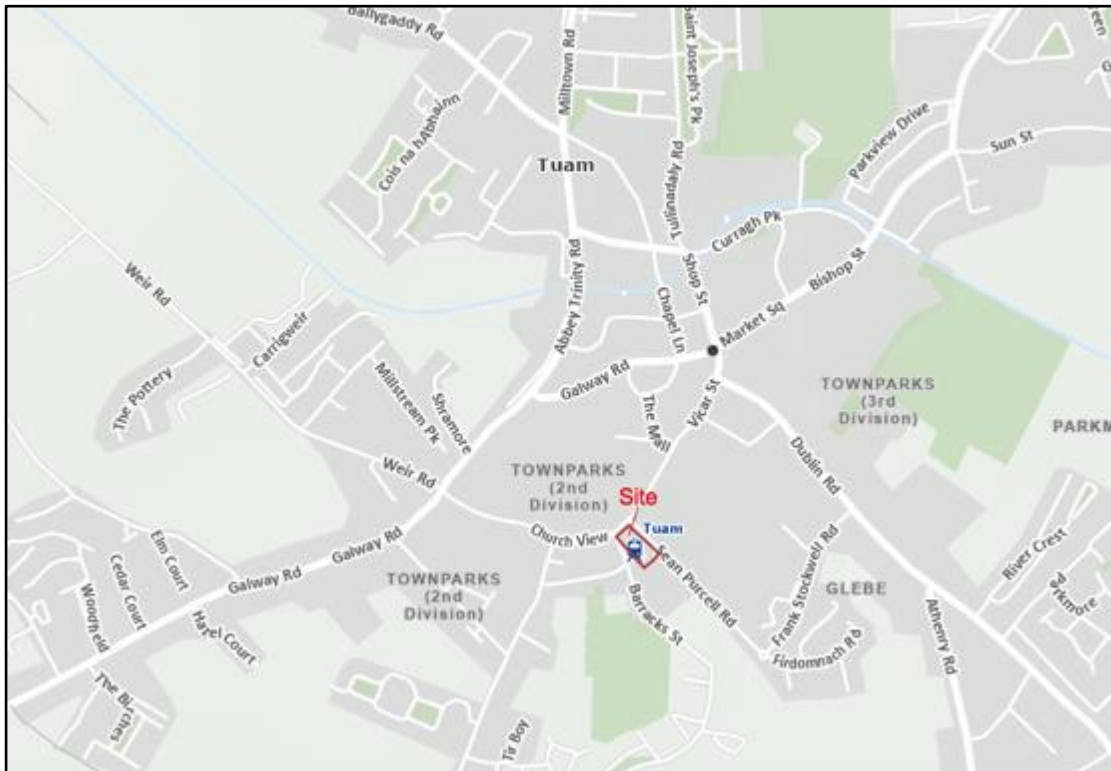 Ballygaddy Rd
Milltown Rd
Saint Joseph's Pk
Parkview Drive
Sun St
Cois na hAbhainn
Tuam
Tullinadaly Rd
Curragh Pk
Shop St
Bishop St
Weir Rd
Abbey Trinity Rd
Chapel Ln
Market Sq
Carrigweir
The Pottery
Millstream Pk
Shramore
Galway Rd
The Mall
Vicar St
TOWNPARKS
(3rd
Division)
PARKM
Dublin Rd
Weir Rd
TOWNPARKS
(2nd
Division)
Site
Tuam
Church View
Sean Purcell Rd
Frank Stockwell Rd
River Crest
Elm Court
Cedar Court
Woodfield
Galway Rd
Galway Rd
TOWNPARKS
(2nd
Division)
Hazel Court
Barracks St
GLEBE
Firdomnach Rd
Athenry Rd
The Birches
Tir Boy